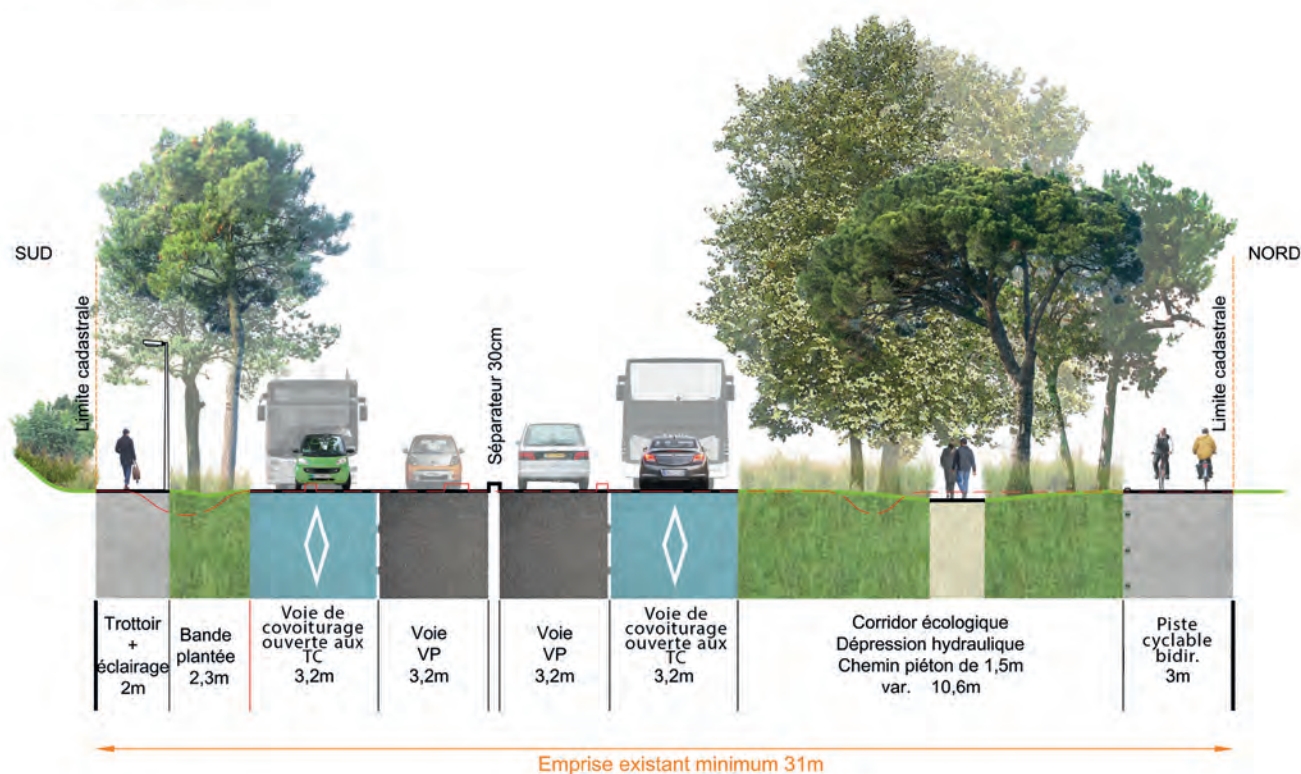 SUD
NORD
Limite cadastrale
Séparateur 30cm
Limite cadastrale
Trottoir
+
éclairage
2m
Bande
plantée
2,3m
Voie de
covoiturage
ouverte aux
TC
3,2m
Voie
VP
3,2m
Voie
VP
3,2m
Voie de
covoiturage
ouverte aux
TC
3,2m
Corridor écologique
Dépression hydraulique
Chemin piéton de 1,5m
var. 10,6m
Piste
cyclable
bidir.
3m
Emprise existant minimum 31m